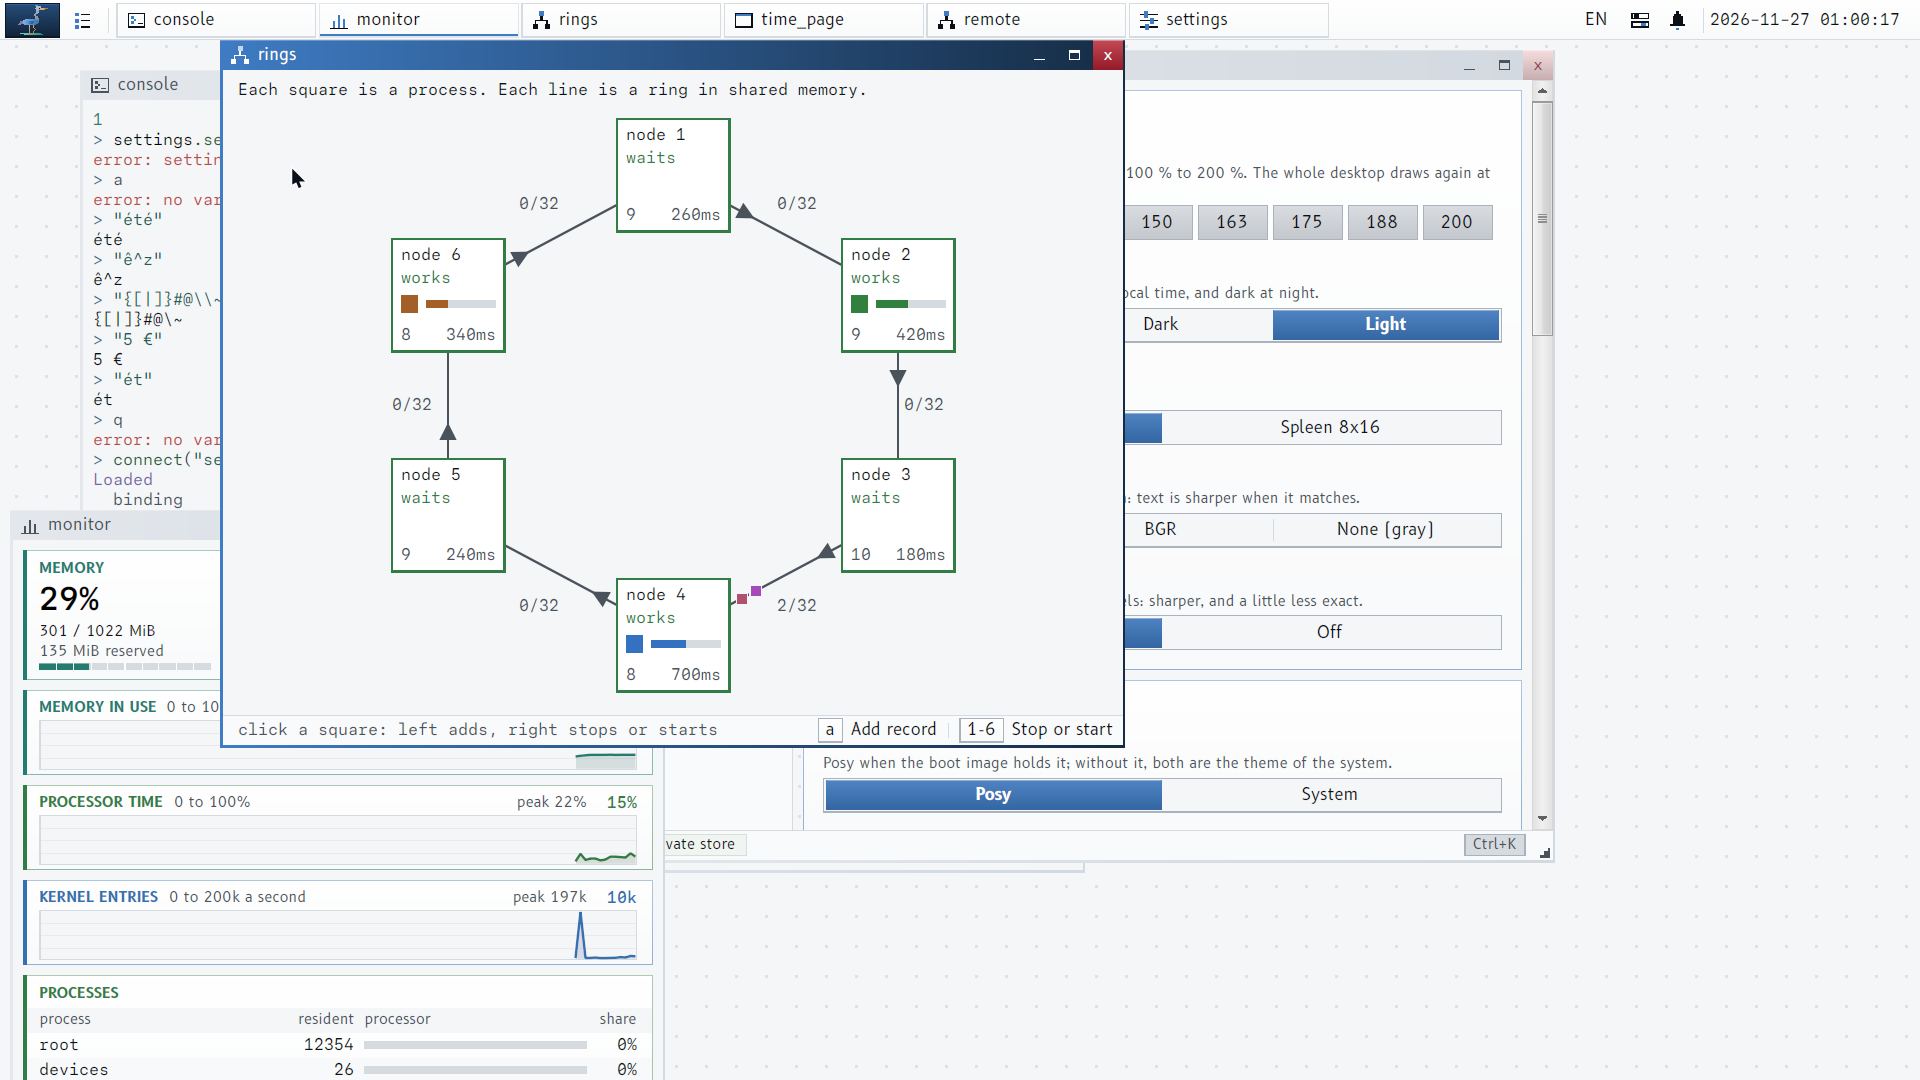 console
monitor
rings
time_page
remote
settings
EN
2026-11-27 01:00:17
rings
x
Each square is a process. Each line is a ring in shared memory.
node 1
waits
9 260ms
0/32
0/32
node 6
works
8 340ms
node 2
works
9 420ms
0/32
0/32
node 5
waits
9 240ms
node 3
waits
10 180ms
0/32
node 4
works
8 700ms
2/32
click a square: left adds, right stops or starts
a Add record
1-6 Stop or start
console
1
> settings.se
error: settin
> a
error: no var
> "été"
été
> "ê^z"
ê^z
> "{[|]}#@\\~
{[|]}#@\~
> "5 €"
5 €
> "ét"
ét
> q
error: no var
> connect("se
Loaded
binding
monitor
MEMORY
29%
301 / 1022 MiB
135 MiB reserved
MEMORY IN USE 0 to 10
PROCESSOR TIME 0 to 100% peak 22% 15%
KERNEL ENTRIES 0 to 200k a second peak 197k 10k
PROCESSES
process resident processor share
root 12354 0%
devices 26 0%
x
100 % to 200 %. The whole desktop draws again at
150 163 175 188 200
ocal time, and dark at night.
Dark Light
Spleen 8x16
: text is sharper when it matches.
BGR None (gray)
ls: sharper, and a little less exact.
Off
Posy when the boot image holds it; without it, both are the theme of the system.
Posy System
vate store
Ctrl+K